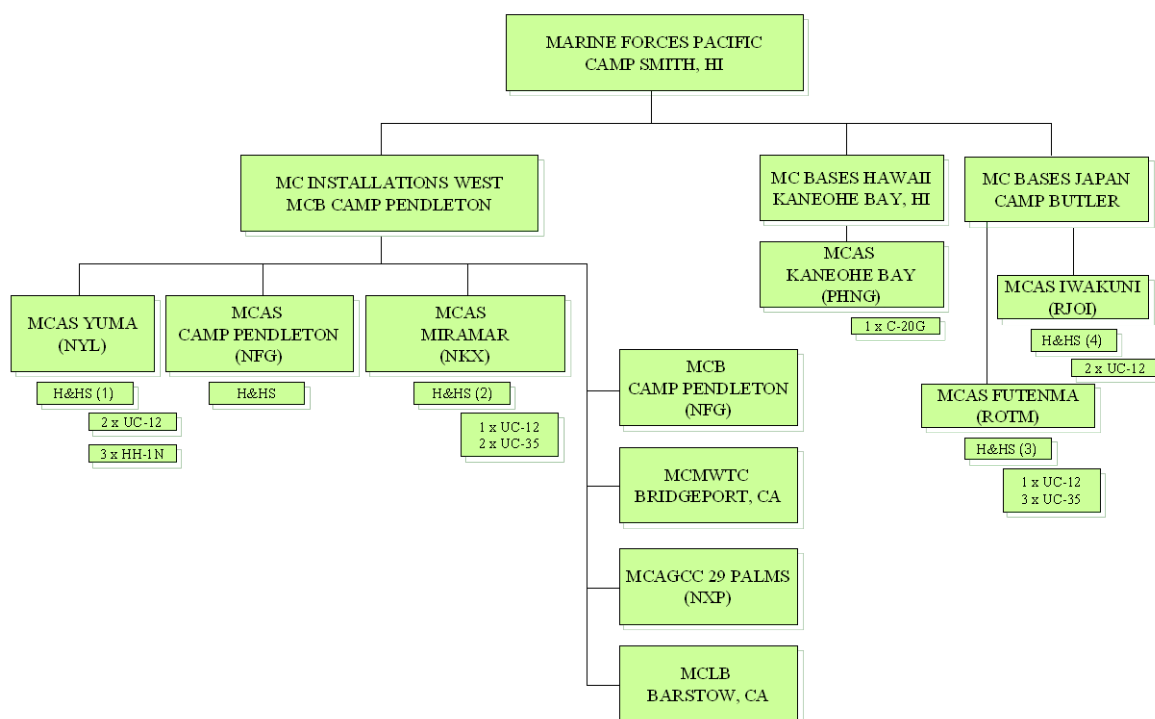 MARINE FORCES PACIFIC
CAMP SMITH, HI
MC INSTALLATIONS WEST
MCB CAMP PENDLETON
MC BASES HAWAII
KANEOHE BAY, HI
MC BASES JAPAN
CAMP BUTLER
MCAS
KANEOHE BAY
(PHNG)
1 x C-20G
MCAS IWAKUNI
(RJOI)
H&HS (4)
2 x UC-12
MCAS YUMA
(NYL)
H&HS (1)
2 x UC-12
3 x HH-1N
MCAS
CAMP PENDLETON
(NFG)
H&HS
MCAS
MIRAMAR
(NKX)
H&HS (2)
1 x UC-12
2 x UC-35
MCB
CAMP PENDLETON
(NFG)
MCAS FUTENMA
(ROTM)
H&HS (3)
1 x UC-12
3 x UC-35
MCMWTC
BRIDGEPORT, CA
MCAGCC 29 PALMS
(NXP)
MCLB
BARSTOW, CA